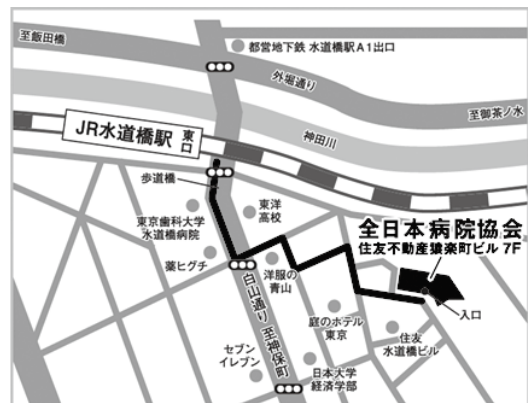 至飯田橋
都営地下鉄 水道橋駅A1出口
外堀通り
至御茶ノ水
神田川
JR水道橋駅 東口
歩道橋
東京歯科大学
水道橋病院
東洋
高校
全日本病院協会
住友不動産猿楽町ビル 7F
薬ヒグチ
洋服の
青山
入口
白山通り 至神保町
庭のホテル
東京
住友
水道橋ビル
セブン
イレブン
日本大学
経済学部